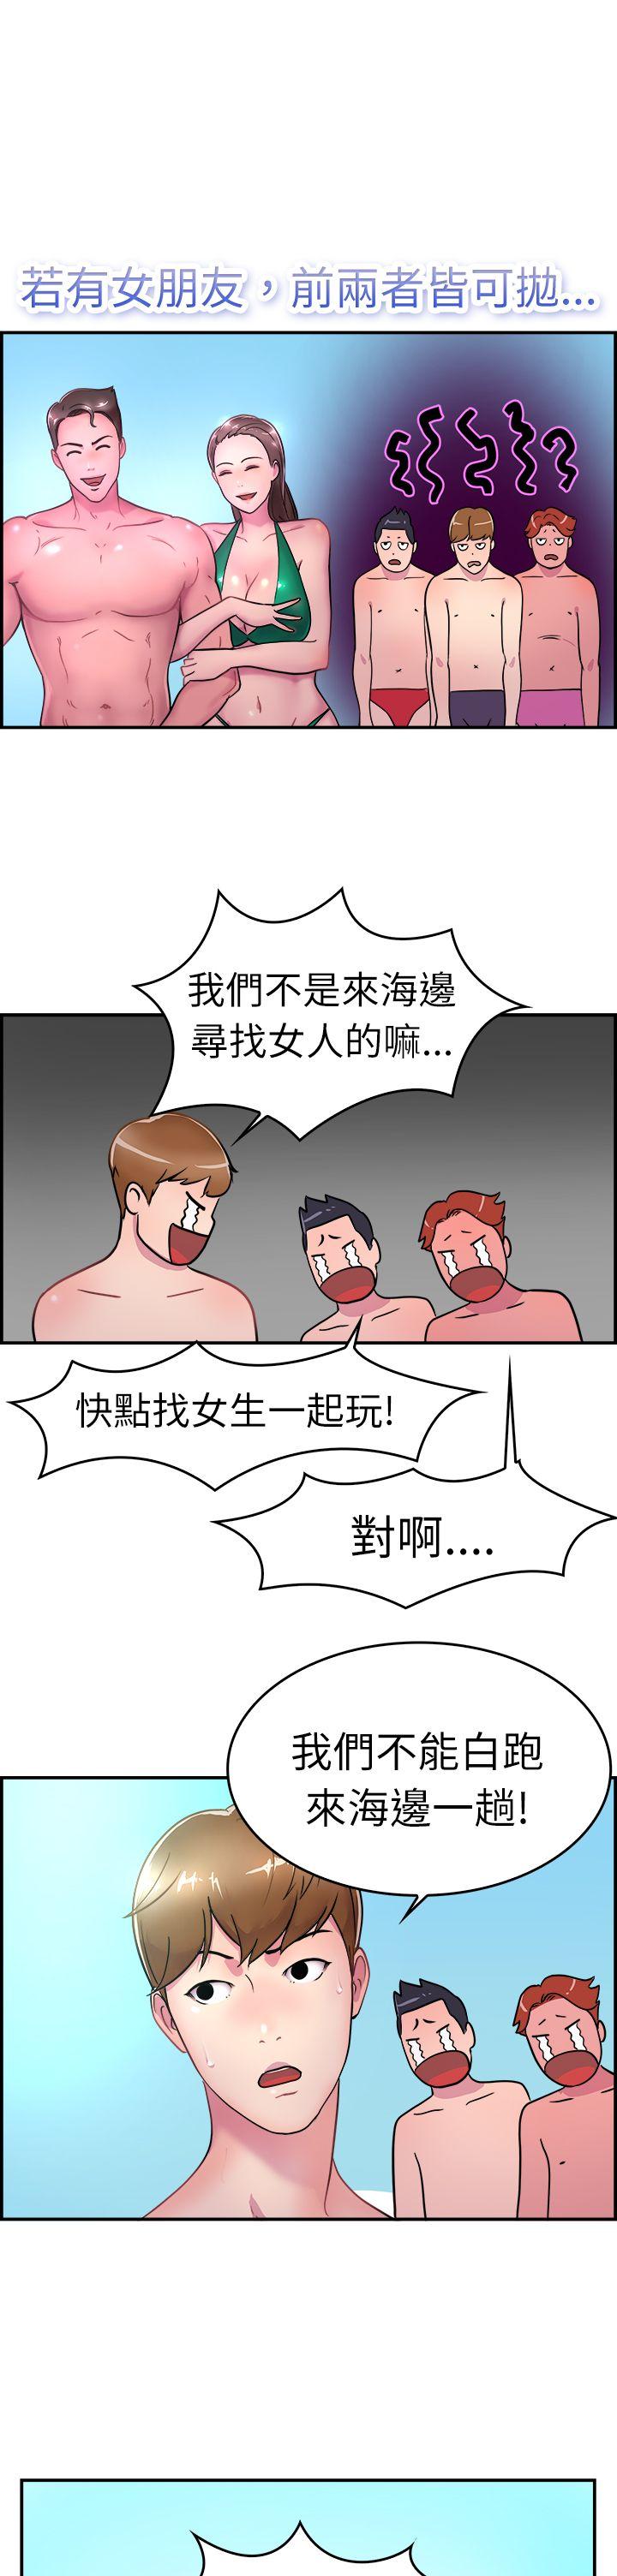 若有女朋友，前兩者皆可拋...
我們不是來海邊
尋找女人的嘛...
快點找女生一起玩!
對啊....
我們不能白跑
來海邊一趟!